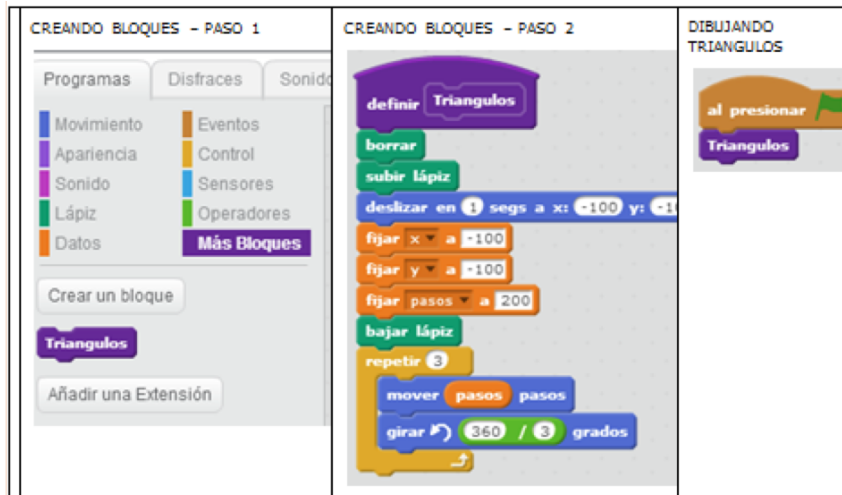 CREANDO BLOQUES - PASO 1
Programas Disfraces Sonido
Movimiento Eventos
Apariencia Control
Sonido Sensores
Lápiz Operadores
Datos Más Bloques
Crear un bloque
Triangulos
Añadir una Extensión
CREANDO BLOQUES - PASO 2
definir Triangulos
borrar
subir lápiz
deslizar en 1 segs a x: -100 y:
fijar x a -100
fijar y a -100
fijar pasos a 200
bajar lápiz
repetir 3
mover pasos pasos
girar 360 / 3 grados
DIBUJANDO
TRIANGULOS
al presionar
Triangulos